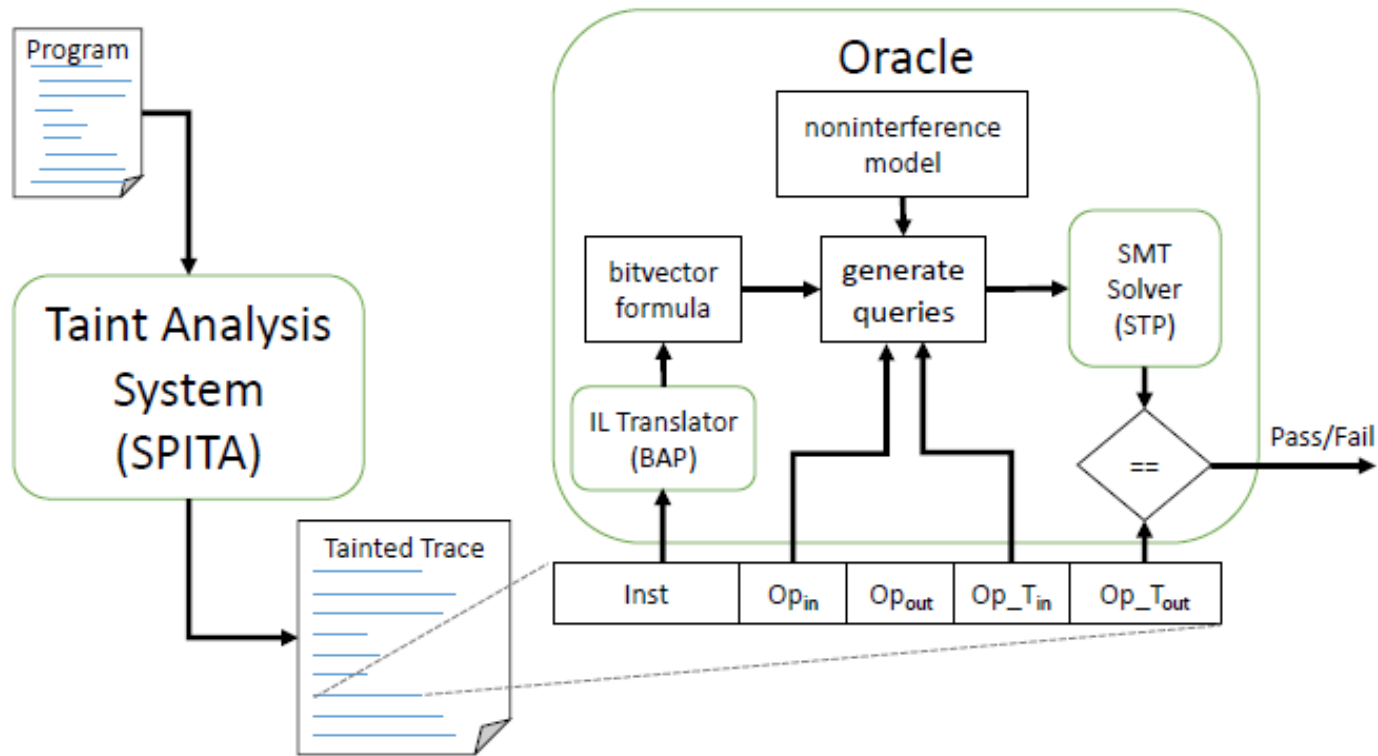 Program
Taint Analysis
System
(SPITA)
Tainted Trace
Oracle
noninterference
model
bitvector
formula
generate
queries
SMT
Solver
(STP)
IL Translator
(BAP)
==
Pass/Fail
Inst Op_in Op_out Op_T_in Op_T_out